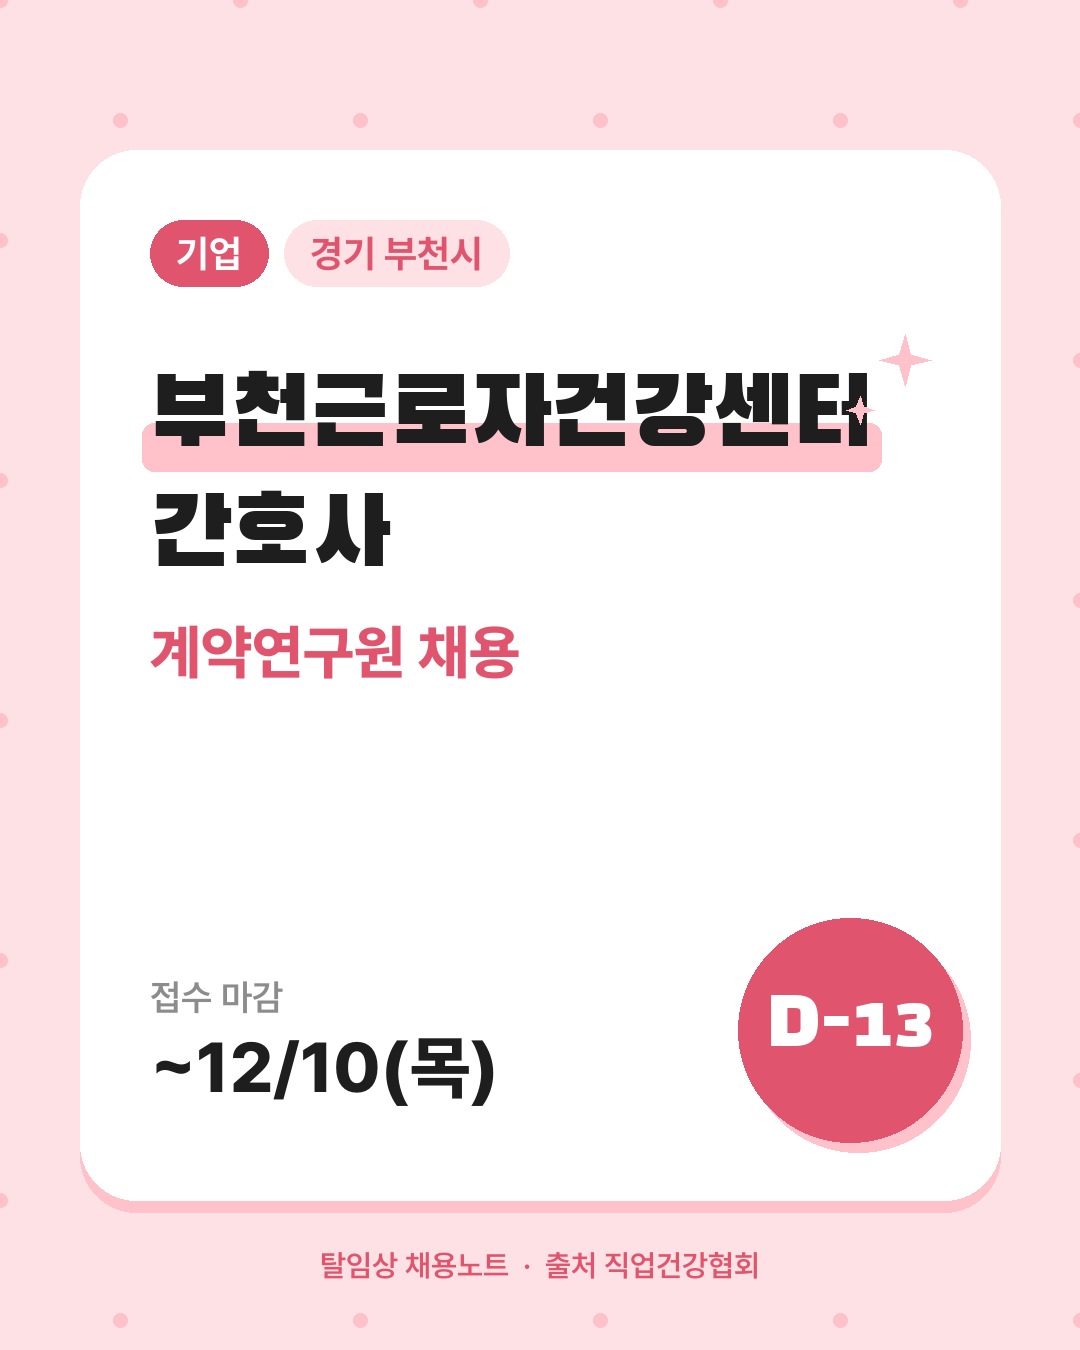 기업 경기 부천시
부천근로자건강센터
간호사
계약연구원 채용
접수 마감
~12/10(목)
D-13
탈임상 채용노트 · 출처 직업건강협회